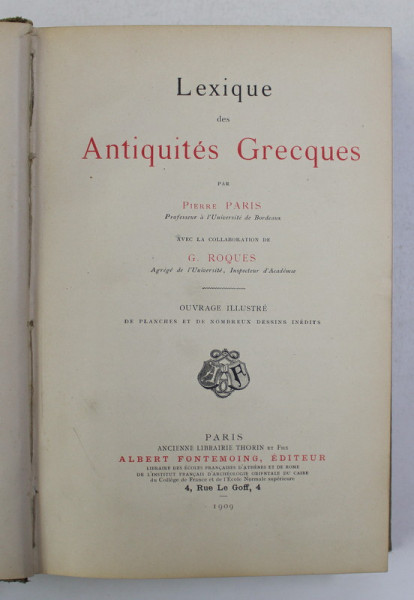 Lexique
des
Antiquités Grecques
PAR
PIERRE PARIS
Professeur à l'Université de Bordeaux
AVEC LA COLLABORATION DE
G. ROQUES
Agrégé de l'Université, Inspecteur d'Académie
OUVRAGE ILLUSTRÉ
DE PLANCHES ET DE NOMBREUX DESSINS INÉDITS
PARIS
ANCIENNE LIBRAIRIE THORIN ET FILS
ALBERT FONTEMOING, ÉDITEUR
LIBRAIRE DES ÉCOLES FRANÇAISES D'ATHÈNES ET DE ROME
DE L'INSTITUT FRANÇAIS D'ARCHÉOLOGIE ORIENTALE DU CAIRE
du Collège de France et de l'École Normale supérieure
4, Rue Le Goff, 4
1909